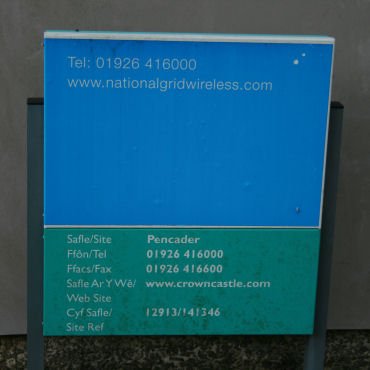 Tel: 01926 416000
www.nationalgridwireless.com
Safle/Site Pencader
Ffôn/Tel 01926 416000
Ffacs/Fax 01926 416600
Safle Ar Y Wê/ www.crowncastle.com
Web Site
Cyf Safle/ 12913/141346
Site Ref